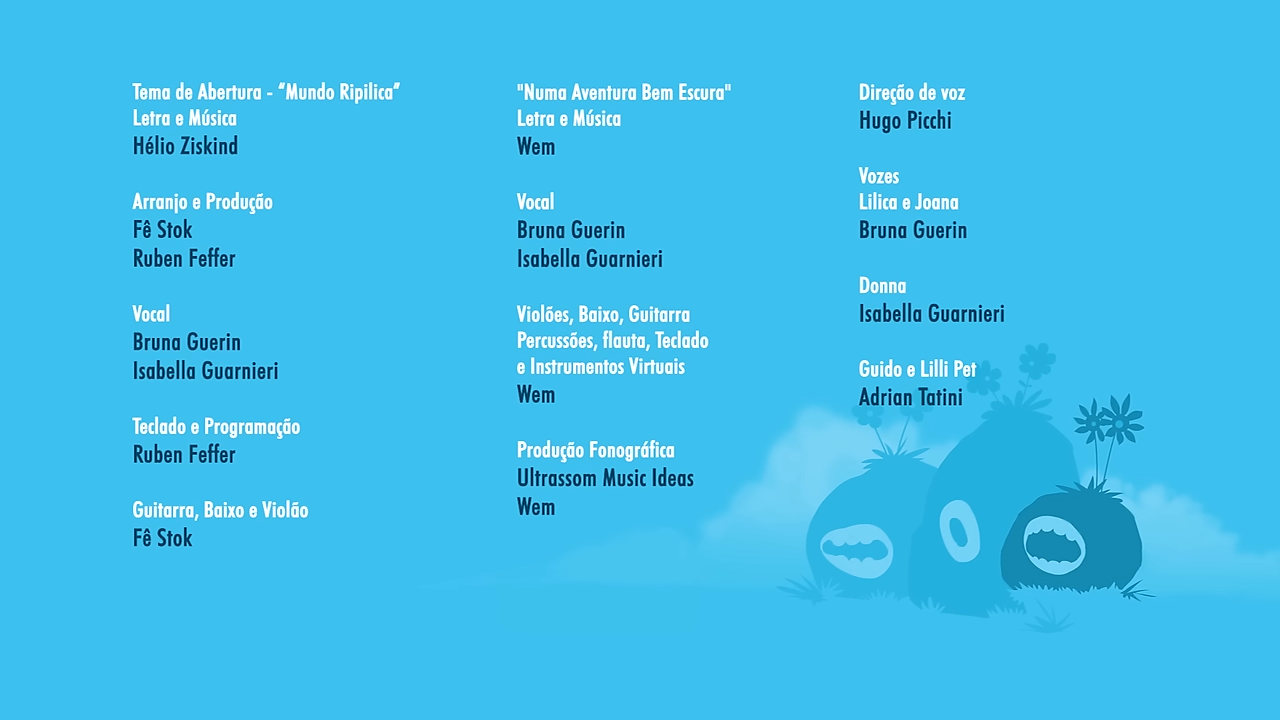 Tema de Abertura - “Mundo Ripilica”
Letra e Música
Hélio Ziskind
Arranjo e Produção
Fê Stok
Ruben Feffer
Vocal
Bruna Guerin
Isabella Guarnieri
Teclado e Programação
Ruben Feffer
Guitarra, Baixo e Violão
Fê Stok
"Numa Aventura Bem Escura"
Letra e Música
Wem
Vocal
Bruna Guerin
Isabella Guarnieri
Violões, Baixo, Guitarra
Percussões, flauta, Teclado
e Instrumentos Virtuais
Wem
Produção Fonográfica
Ultrassom Music Ideas
Wem
Direção de voz
Hugo Picchi
Vozes
Lilica e Joana
Bruna Guerin
Donna
Isabella Guarnieri
Guido e Lilli Pet
Adrian Tatini